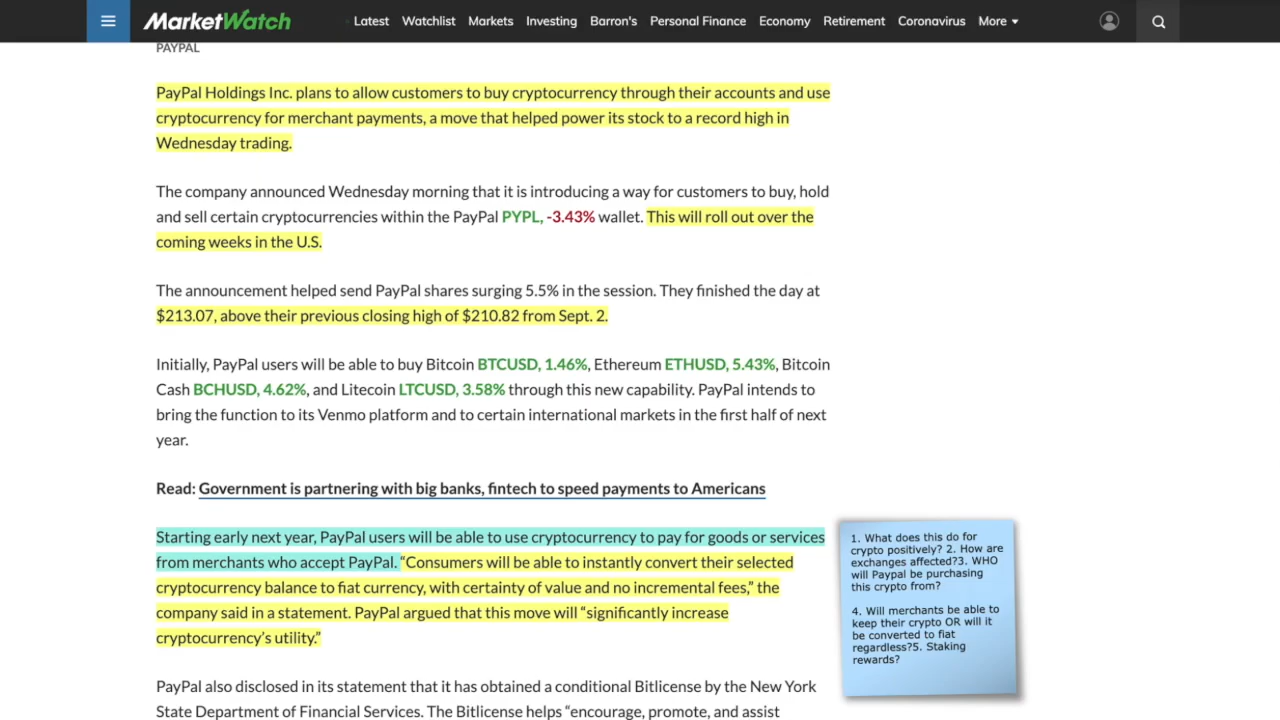 MarketWatch Latest Watchlist Markets Investing Barron's Personal Finance Economy Retirement Coronavirus More
PAYPAL
PayPal Holdings Inc. plans to allow customers to buy cryptocurrency through their accounts and use
cryptocurrency for merchant payments, a move that helped power its stock to a record high in
Wednesday trading.
The company announced Wednesday morning that it is introducing a way for customers to buy, hold
and sell certain cryptocurrencies within the PayPal PYPL, -3.43% wallet. This will roll out over the
coming weeks in the U.S.
The announcement helped send PayPal shares surging 5.5% in the session. They finished the day at
$213.07, above their previous closing high of $210.82 from Sept. 2.
Initially, PayPal users will be able to buy Bitcoin BTCUSD, 1.46%, Ethereum ETHUSD, 5.43%, Bitcoin
Cash BCHUSD, 4.62%, and Litecoin LTCUSD, 3.58% through this new capability. PayPal intends to
bring the function to its Venmo platform and to certain international markets in the first half of next
year.
Read: Government is partnering with big banks, fintech to speed payments to Americans
Starting early next year, PayPal users will be able to use cryptocurrency to pay for goods or services
from merchants who accept PayPal. “Consumers will be able to instantly convert their selected
cryptocurrency balance to fiat currency, with certainty of value and no incremental fees,” the
company said in a statement. PayPal argued that this move will “significantly increase
cryptocurrency’s utility.”
PayPal also disclosed in its statement that it has obtained a conditional Bitlicense by the New York
State Department of Financial Services. The Bitlicense helps “encourage, promote, and assist
1. What does this do for
crypto positively? 2. How are
exchanges affected?3. WHO
will Paypal be purchasing
this crypto from?
4. Will merchants be able to
keep their crypto OR will it
be converted to fiat
regardless?5. Staking
rewards?